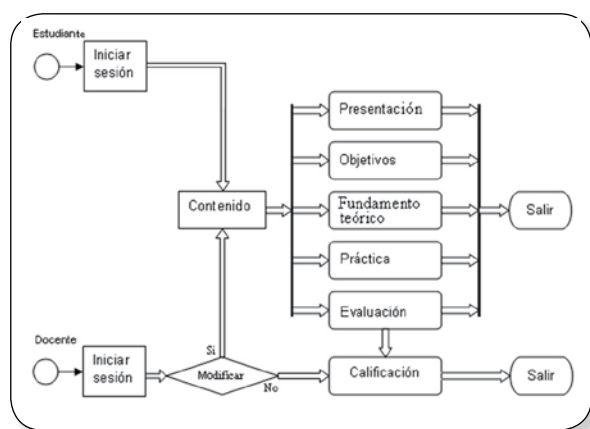 Estudiante
Iniciar
sesión
Presentación
Objetivos
Contenido
Fundamento
teórico
Salir
Práctica
Evaluación
Docente
Iniciar
sesión
Si
Modificar
No
Calificación
Salir